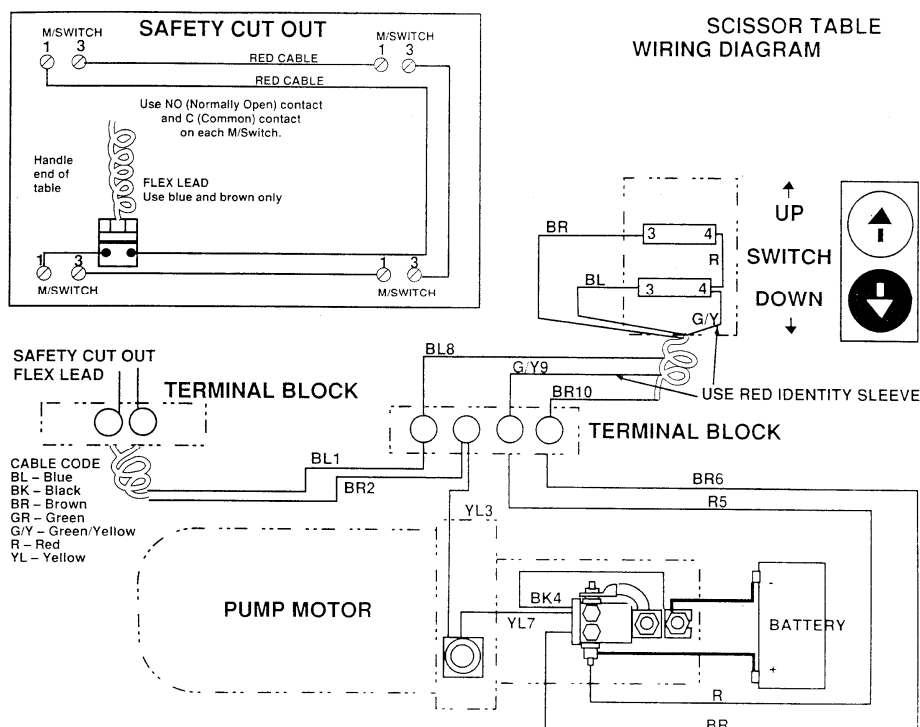 SAFETY CUT OUT
M/SWITCH
1 3
M/SWITCH
1 3
RED CABLE
RED CABLE
Use NO (Normally Open) contact
and C (Common) contact
on each M/Switch.
Handle
end of
table
FLEX LEAD
Use blue and brown only
1 3
M/SWITCH
1 3
M/SWITCH
SCISSOR TABLE
WIRING DIAGRAM
BR
3 4
R
BL
3 4
G/Y
UP
SWITCH
DOWN
SAFETY CUT OUT
FLEX LEAD
TERMINAL BLOCK
BL8
G/Y9
BR10
USE RED IDENTITY SLEEVE
TERMINAL BLOCK
CABLE CODE
BL – Blue
BK – Black
BR – Brown
GR – Green
G/Y – Green/Yellow
R – Red
YL – Yellow
BL1
BR2
YL3
BR6
R5
PUMP MOTOR
BK4
YL7
-
BATTERY
+
R
BR